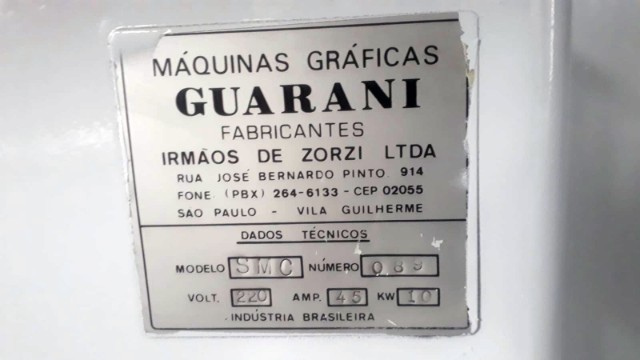 MÁQUINAS GRÁFICAS
GUARANI
FABRICANTES
IRMÃOS DE ZORZI LTDA
RUA JOSÉ BERNARDO PINTO, 914
FONE (PBX) 264-6133 - CEP 02055
SAO PAULO - VILA GUILHERME
DADOS TÉCNICOS
MODELO SMC NÚMERO 089
VOLT. 220 AMP. 45 KW 10
INDÚSTRIA BRASILEIRA